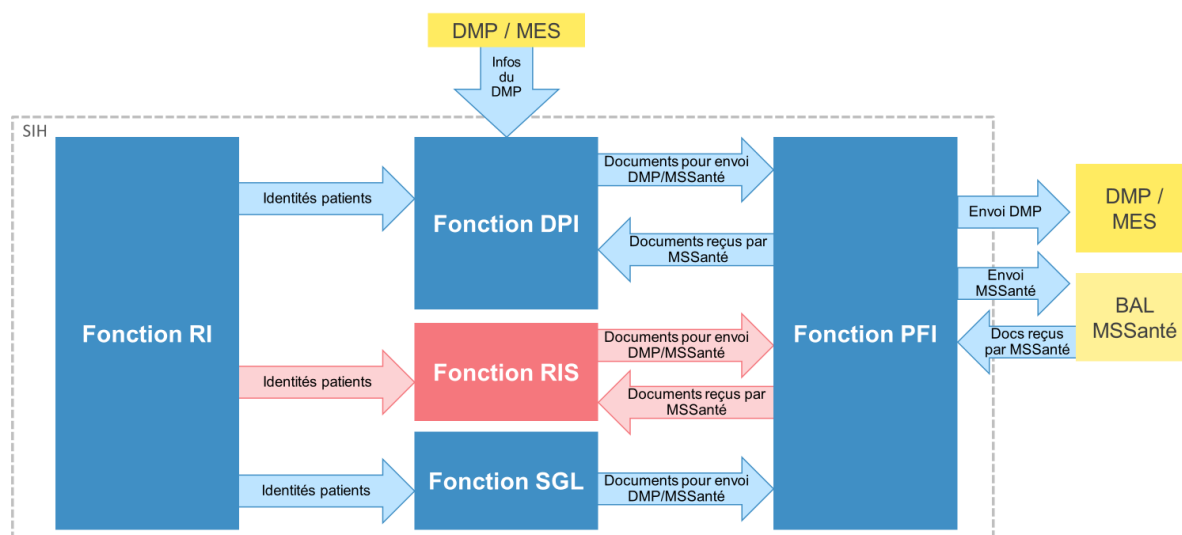 DMP / MES
Infos
du
DMP
SIH
Fonction RI
Identités patients
Identités patients
Identités patients
Fonction DPI
Fonction RIS
Fonction SGL
Documents pour envoi
DMP/MSSanté
Documents reçus par
MSSanté
Documents pour envoi
DMP/MSSanté
Documents reçus par
MSSanté
Documents pour envoi
DMP/MSSanté
Fonction PFI
Envoi DMP
Envoi
MSSanté
Docs reçus
par MSSanté
DMP /
MES
BAL
MSSanté